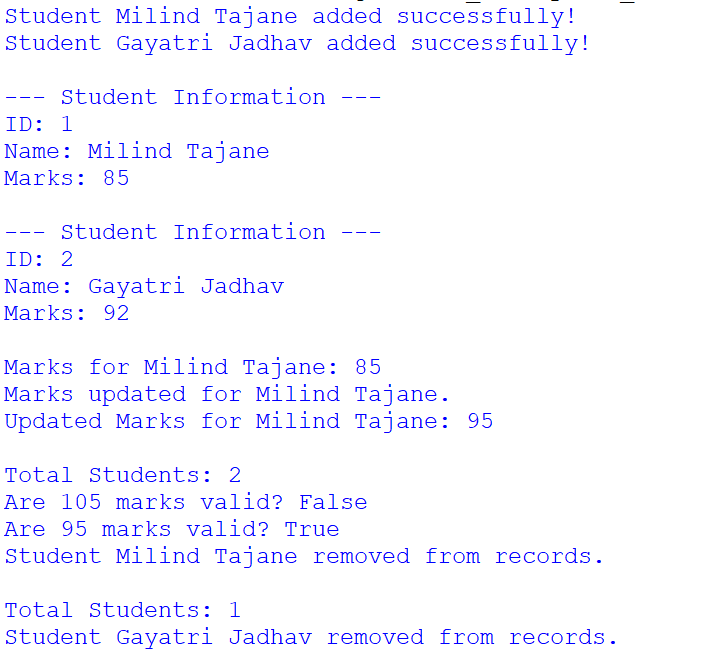 Student Milind Tajane added successfully!
Student Gayatri Jadhav added successfully!
--- Student Information ---
ID: 1
Name: Milind Tajane
Marks: 85
--- Student Information ---
ID: 2
Name: Gayatri Jadhav
Marks: 92
Marks for Milind Tajane: 85
Marks updated for Milind Tajane.
Updated Marks for Milind Tajane: 95
Total Students: 2
Are 105 marks valid? False
Are 95 marks valid? True
Student Milind Tajane removed from records.
Total Students: 1
Student Gayatri Jadhav removed from records.